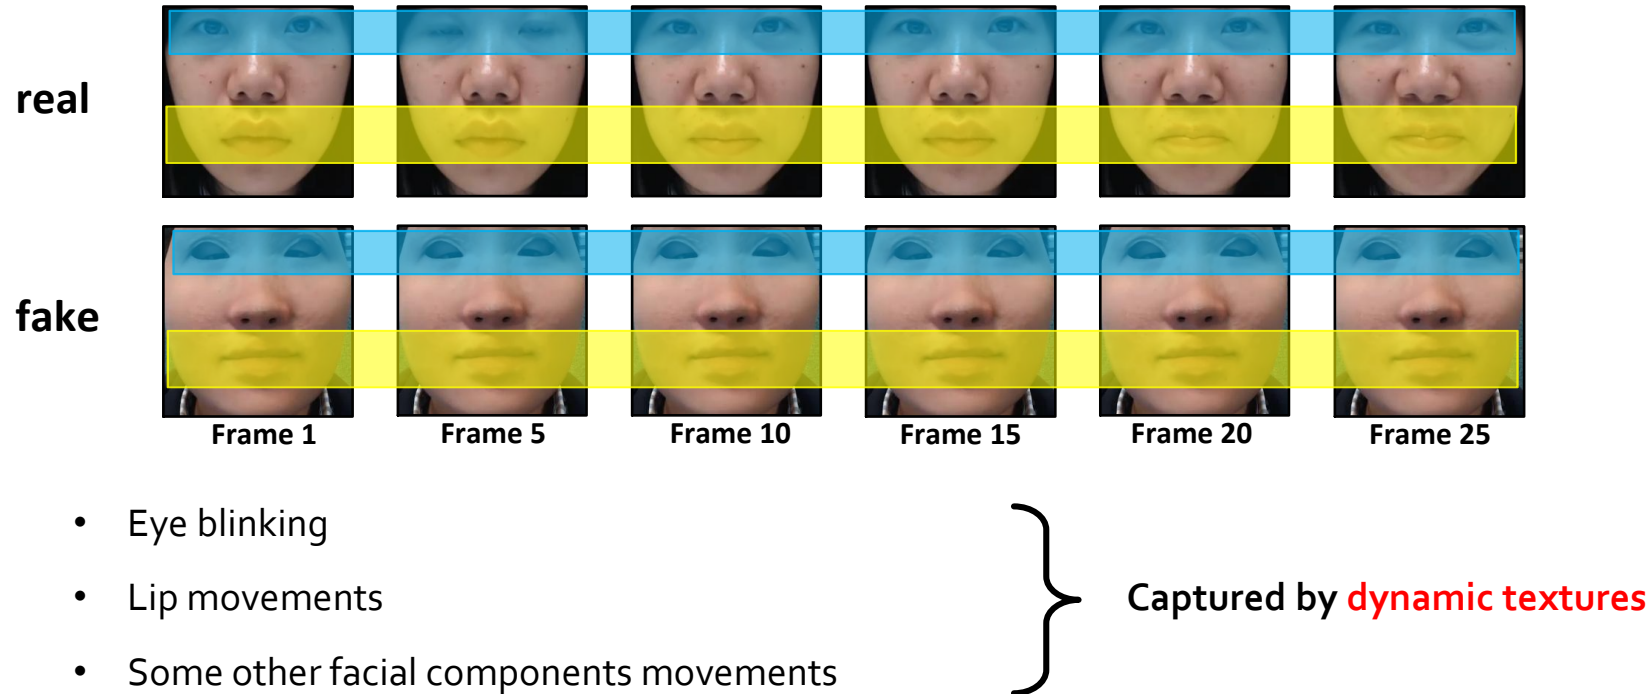 real
fake
Frame 1 Frame 5 Frame 10 Frame 15 Frame 20 Frame 25
• Eye blinking
• Lip movements
• Some other facial components movements
Captured by dynamic textures